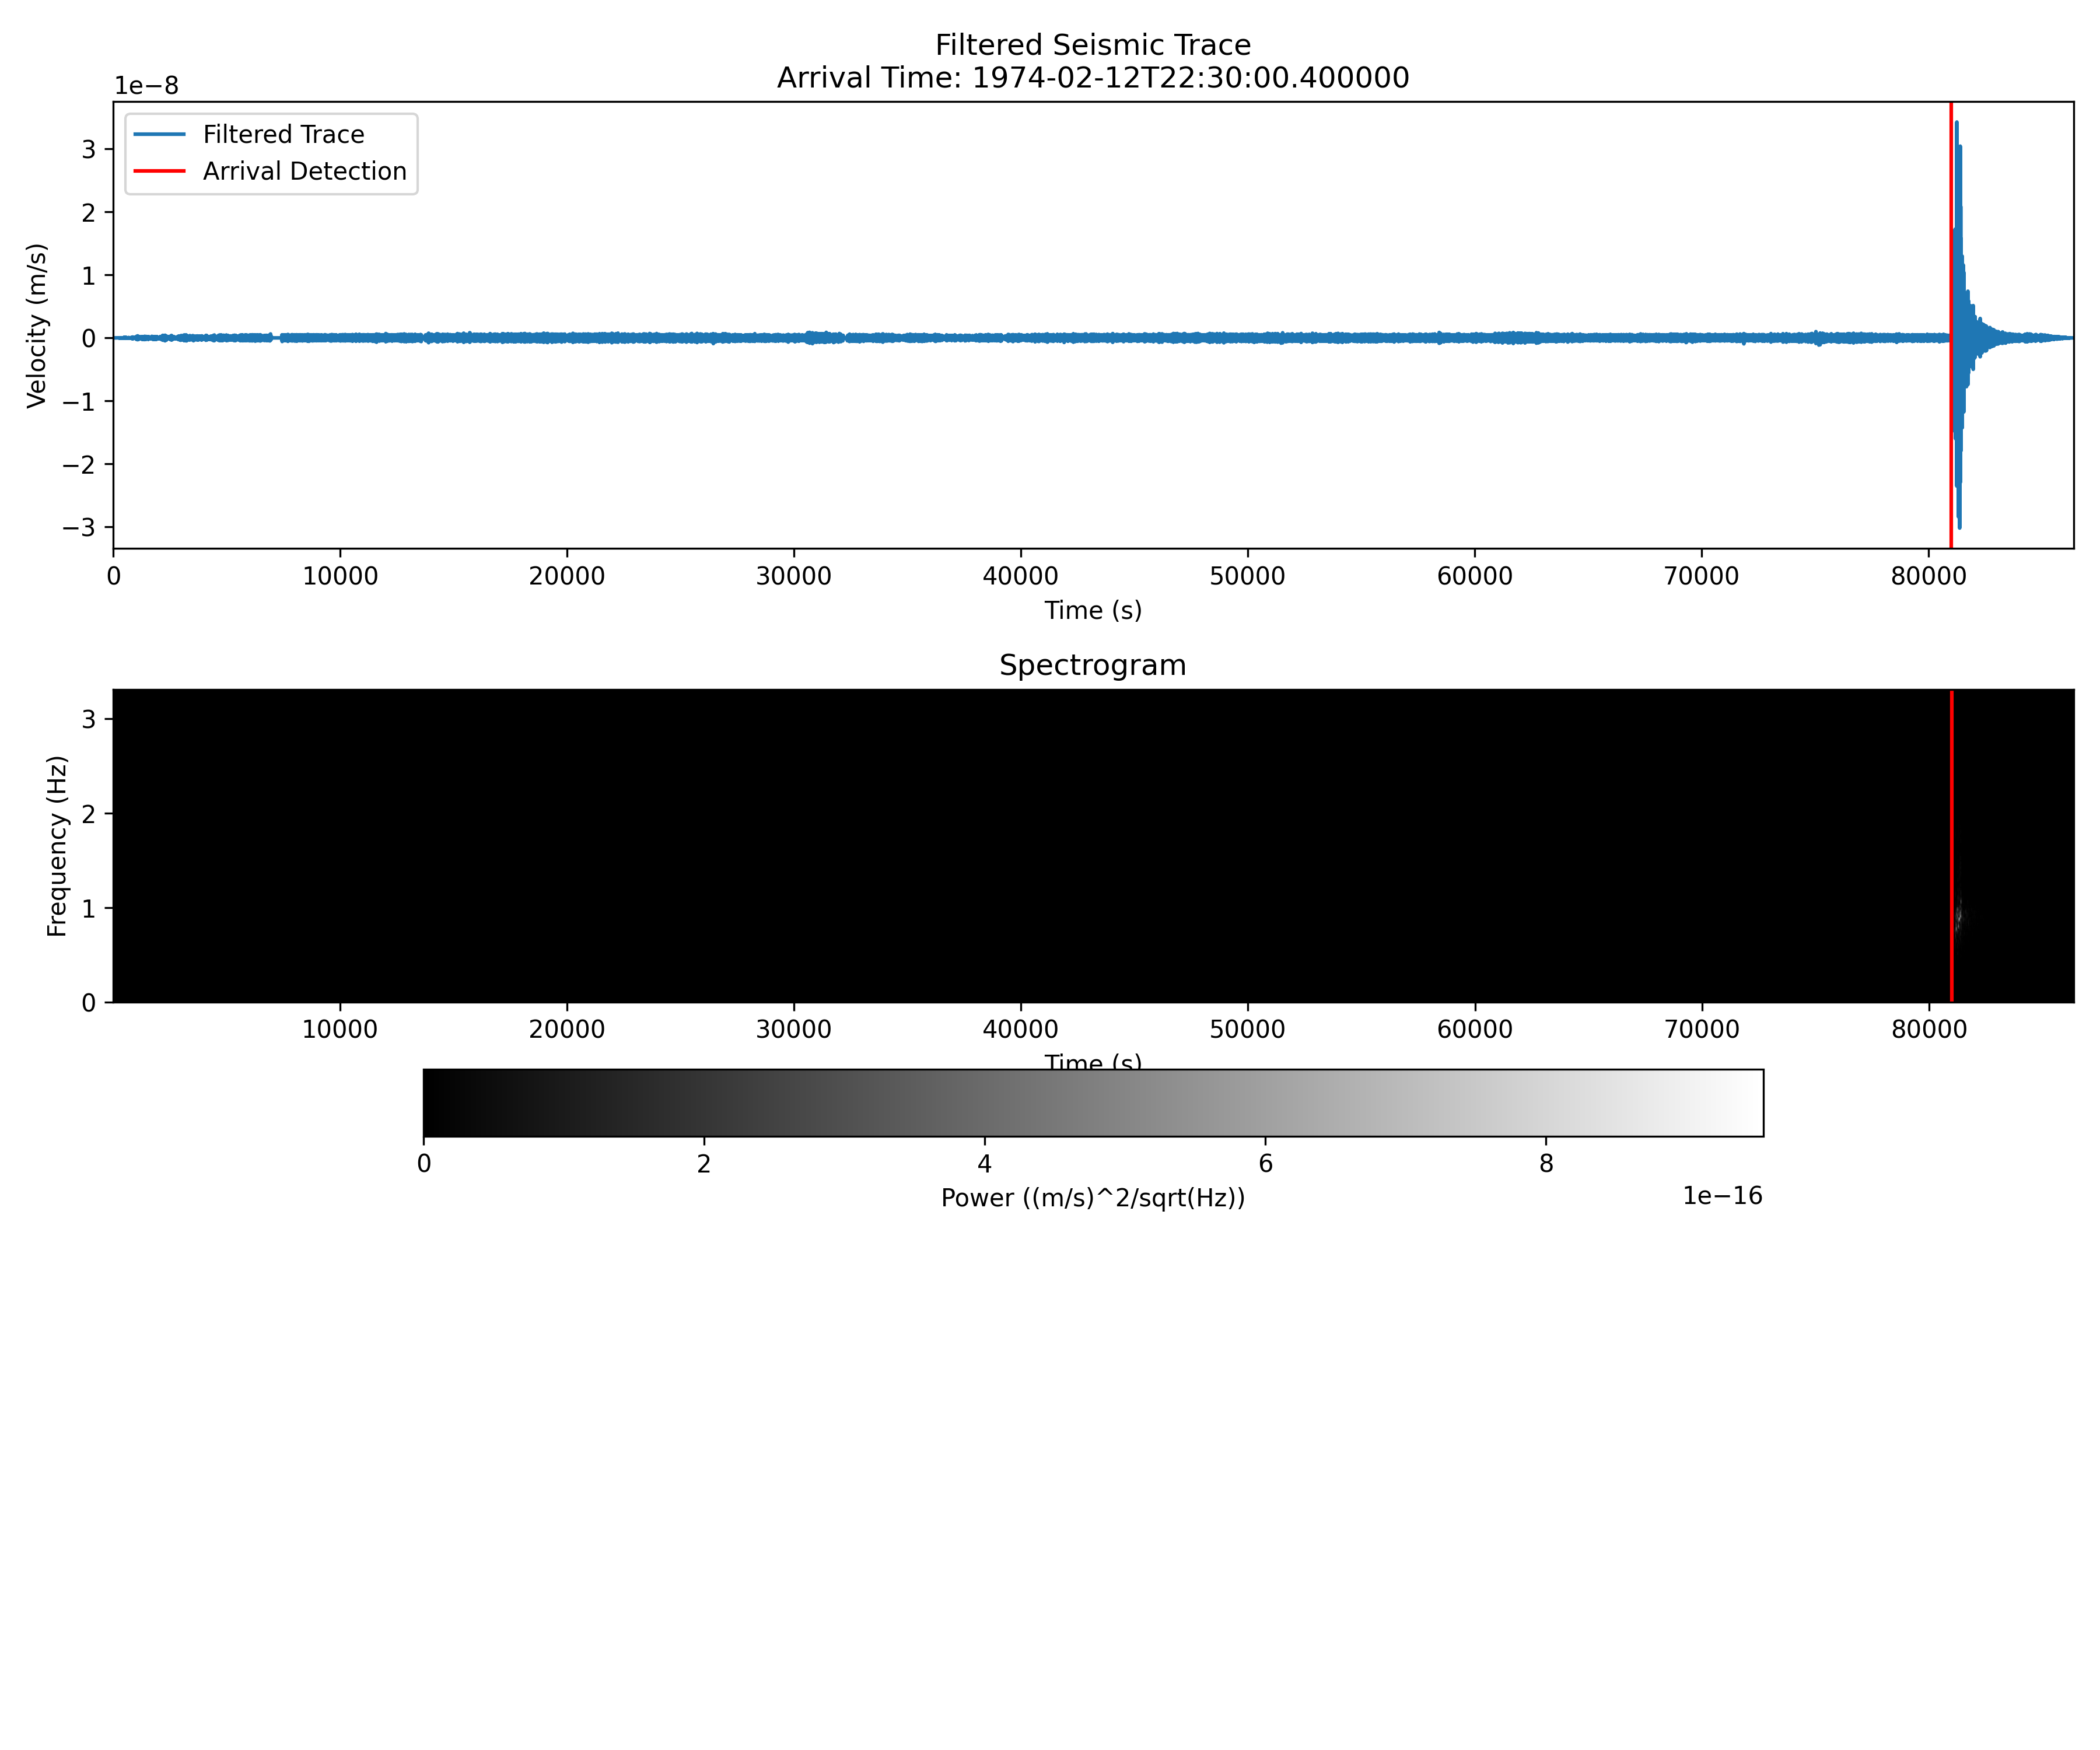 Filtered Seismic Trace
Arrival Time: 1974-02-12T22:30:00.400000
1e−8
Filtered Trace
Arrival Detection
Velocity (m/s)
3
2
1
0
−1
−2
−3
0 10000 20000 30000 40000 50000 60000 70000 80000
Time (s)
Spectrogram
Frequency (Hz)
3
2
1
0
10000 20000 30000 40000 50000 60000 70000 80000
Time (s)
0 2 4 6 8
Power ((m/s)^2/sqrt(Hz))
1e−16